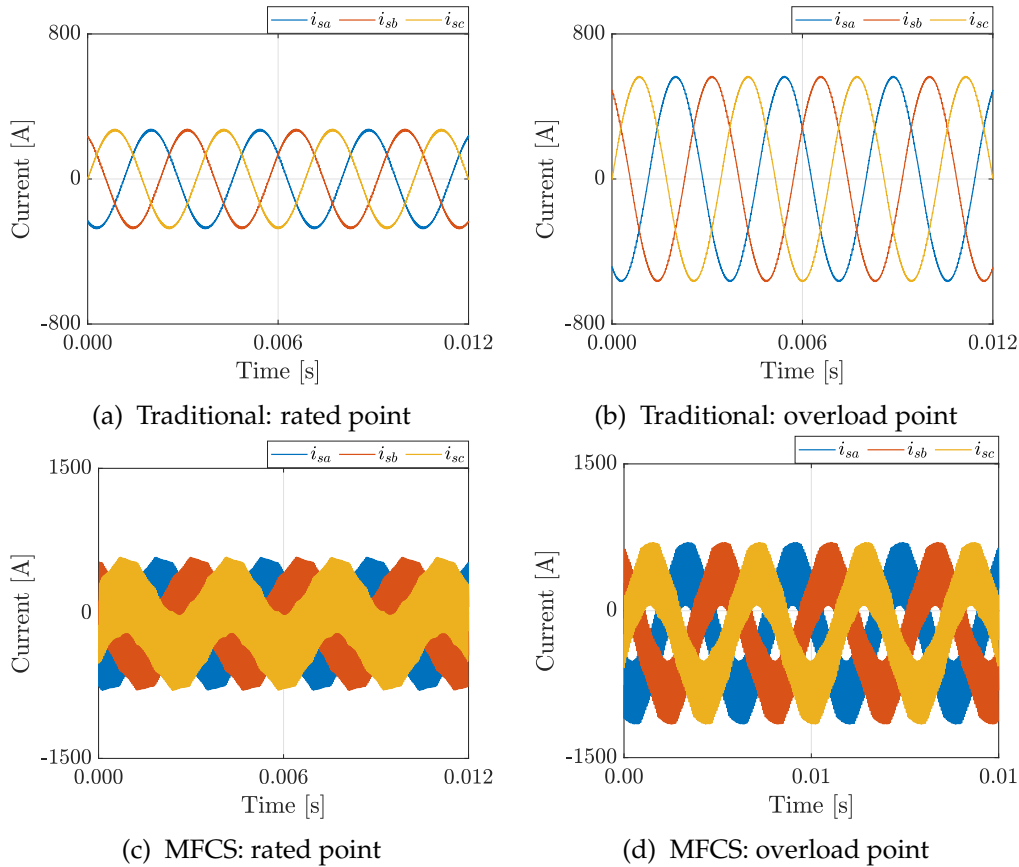 i_sa i_sb i_sc
800
0
-800
Current [A]
0.000 0.006 0.012
Time [s]
(a) Traditional: rated point
i_sa i_sb i_sc
800
0
-800
Current [A]
0.000 0.006 0.012
Time [s]
(b) Traditional: overload point
i_sa i_sb i_sc
1500
0
-1500
Current [A]
0.000 0.006 0.012
Time [s]
(c) MFCS: rated point
i_sa i_sb i_sc
1500
0
-1500
Current [A]
0.00 0.01 0.01
Time [s]
(d) MFCS: overload point